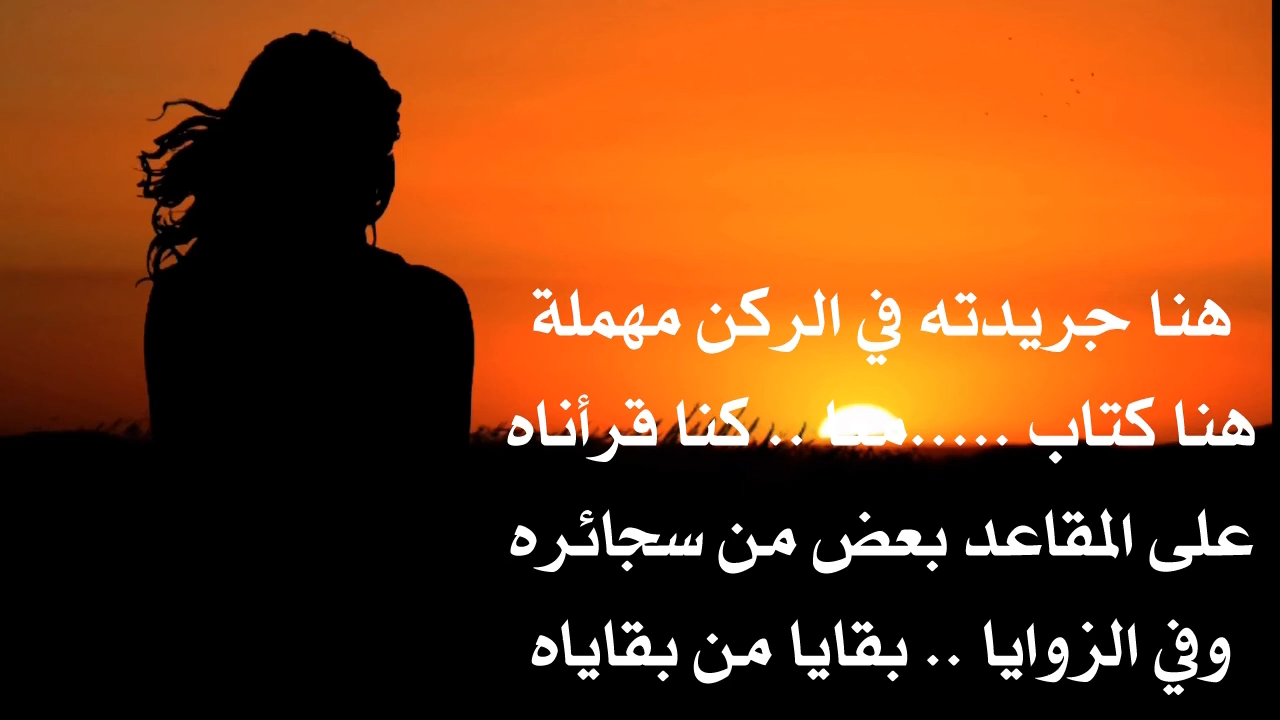 هنا جريدته في الركن مهملة
هنا كتاب .....معا .. كنا قرأناه
على المقاعد بعض من سجائره
وفي الزوايا .. بقايا من بقاياه